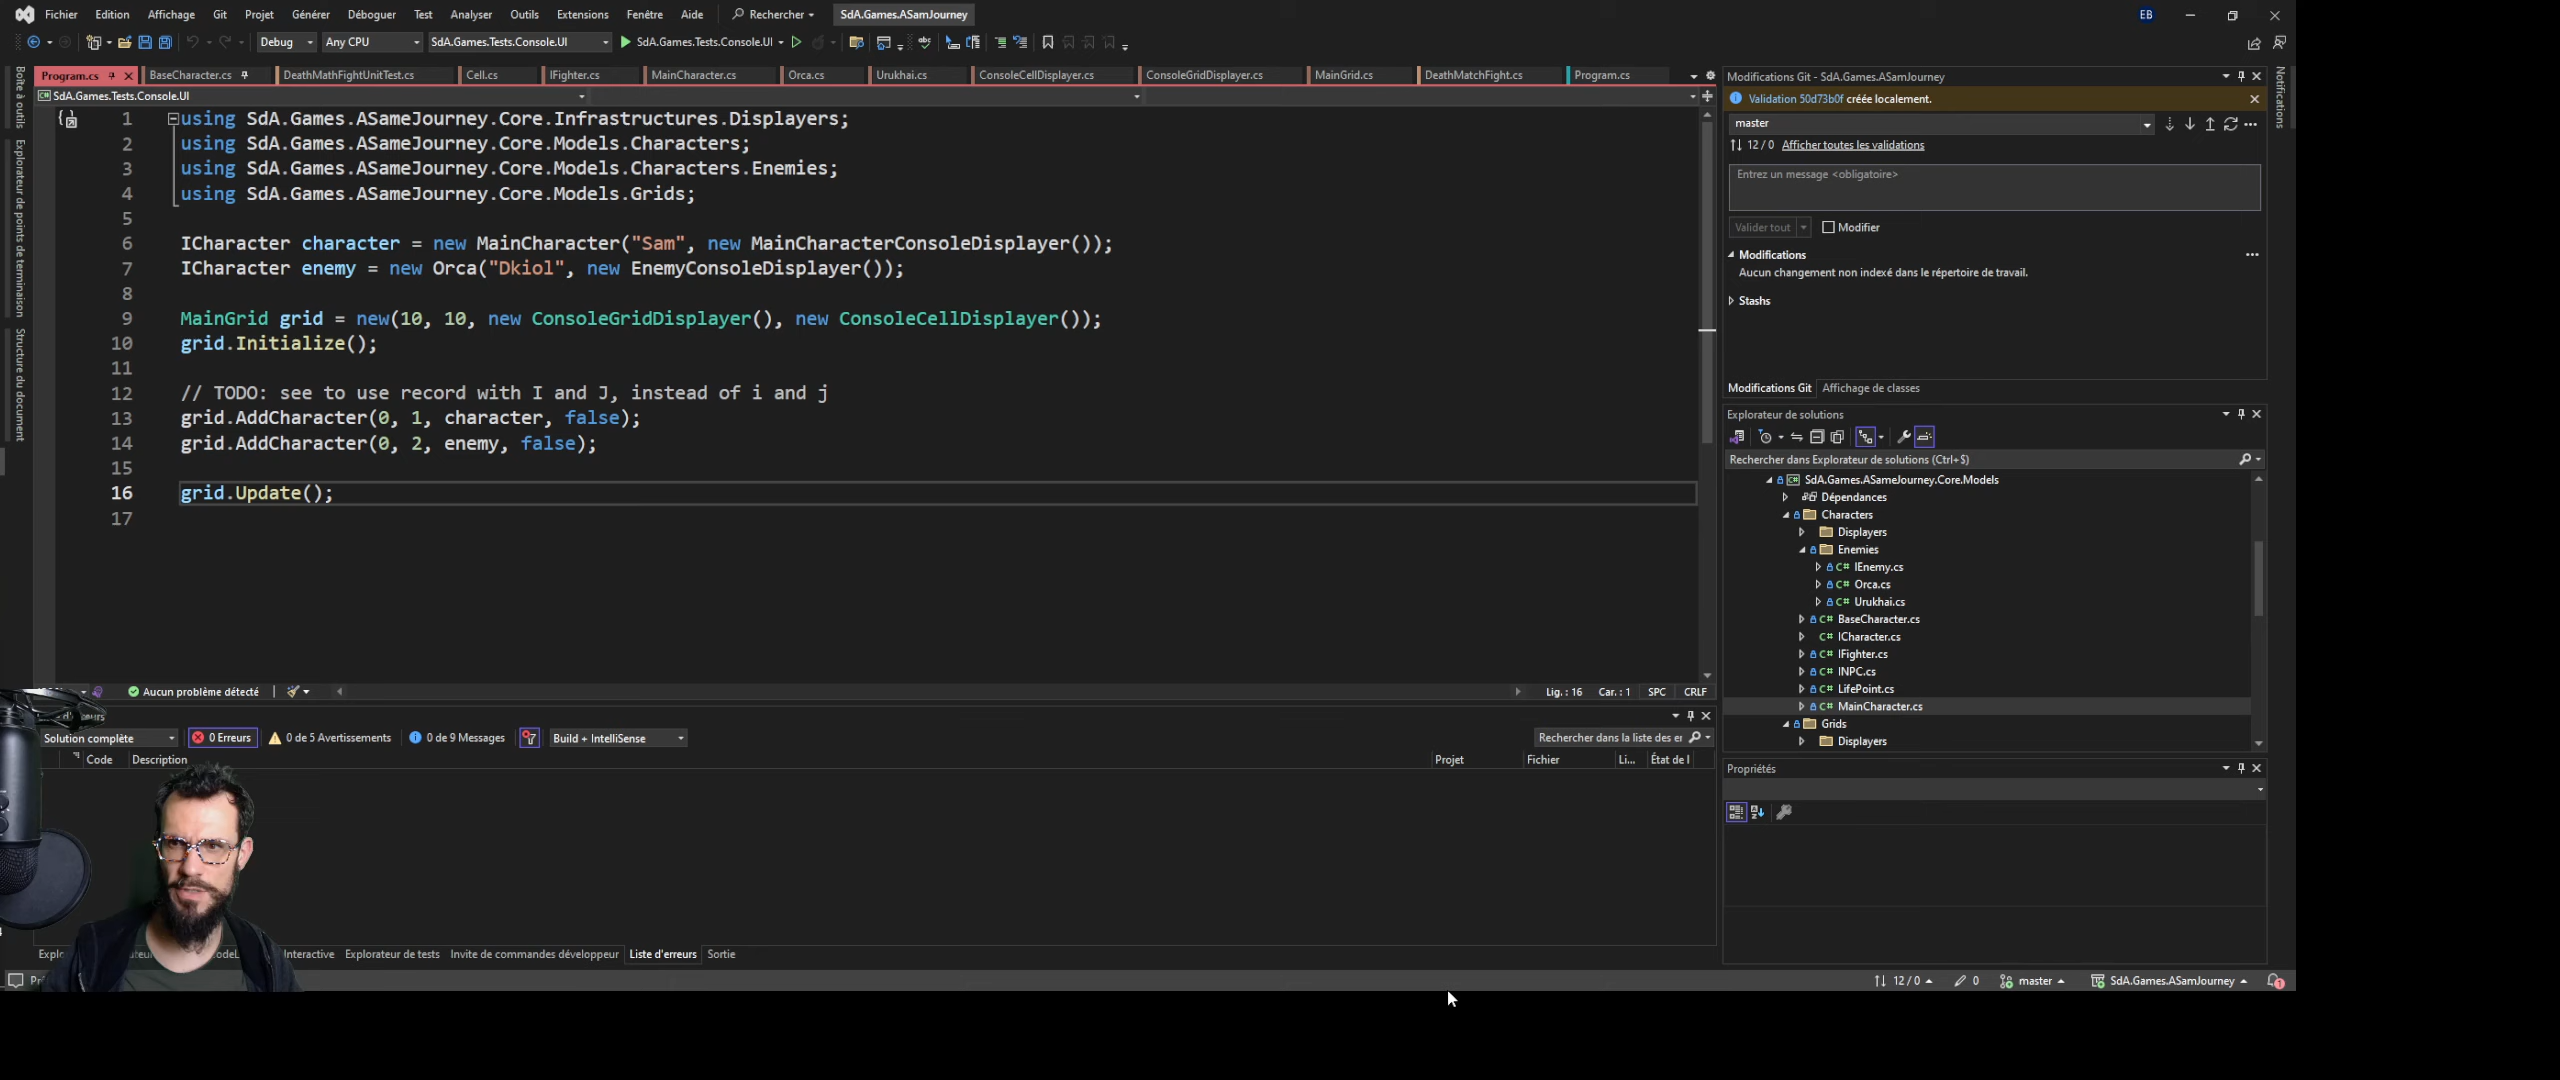 Fichier Edition Affichage Git Projet Générer Déboguer Test Analyser Outils Extensions Fenêtre Aide Rechercher SdA.Games.ASamJourney EB
Debug Any CPU SdA.Games.Tests.Console.UI SdA.Games.Tests.Console.UI
Program.cs BaseCharacter.cs DeathMathFightUnitTest.cs Cell.cs IFighter.cs MainCharacter.cs Orca.cs Urukhai.cs ConsoleCellDisplayer.cs ConsoleGridDisplayer.cs MainGrid.cs DeathMatchFight.cs Program.cs
SdA.Games.Tests.Console.UI
Boîte à outils
Explorateur de points de terminaison
Structure du document
1 using SdA.Games.ASameJourney.Core.Infrastructures.Displayers;
2 using SdA.Games.ASameJourney.Core.Models.Characters;
3 using SdA.Games.ASameJourney.Core.Models.Characters.Enemies;
4 using SdA.Games.ASameJourney.Core.Models.Grids;
5
6 ICharacter character = new MainCharacter("Sam", new MainCharacterConsoleDisplayer());
7 ICharacter enemy = new Orca("Dkiol", new EnemyConsoleDisplayer());
8
9 MainGrid grid = new(10, 10, new ConsoleGridDisplayer(), new ConsoleCellDisplayer());
10 grid.Initialize();
11
12 // TODO: see to use record with I and J, instead of i and j
13 grid.AddCharacter(0, 1, character, false);
14 grid.AddCharacter(0, 2, enemy, false);
15
16 grid.Update();
17
Aucun problème détecté Lig. : 16 Car. : 1 SPC CRLF
Solution complète 0 Erreurs 0 de 5 Avertissements 0 de 9 Messages Build + IntelliSense Rechercher dans la liste des er
Code Description Projet Fichier Li... État de l
Explo Interactive Explorateur de tests Invite de commandes développeur Liste d'erreurs Sortie
Modifications Git - SdA.Games.ASamJourney
Validation 50d73b0f créée localement.
master
12 / 0 Afficher toutes les validations
Entrez un message <obligatoire>
Valider tout Modifier
Modifications
Aucun changement non indexé dans le répertoire de travail.
Stashs
Modifications Git Affichage de classes
Explorateur de solutions
Rechercher dans Explorateur de solutions (Ctrl+$)
SdA.Games.ASameJourney.Core.Models
Dépendances
Characters
Displayers
Enemies
C# IEnemy.cs
C# Orca.cs
C# Urukhai.cs
C# BaseCharacter.cs
C# ICharacter.cs
C# IFighter.cs
C# INPC.cs
C# LifePoint.cs
C# MainCharacter.cs
Grids
Displayers
Propriétés
Notifications
12 / 0 0 master SdA.Games.ASamJourney 1